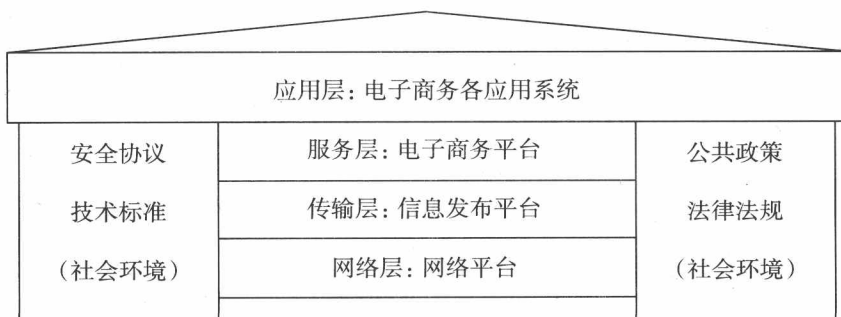 应用层：电子商务各应用系统
安全协议
技术标准
（社会环境）
服务层：电子商务平台
传输层：信息发布平台
网络层：网络平台
公共政策
法律法规
（社会环境）